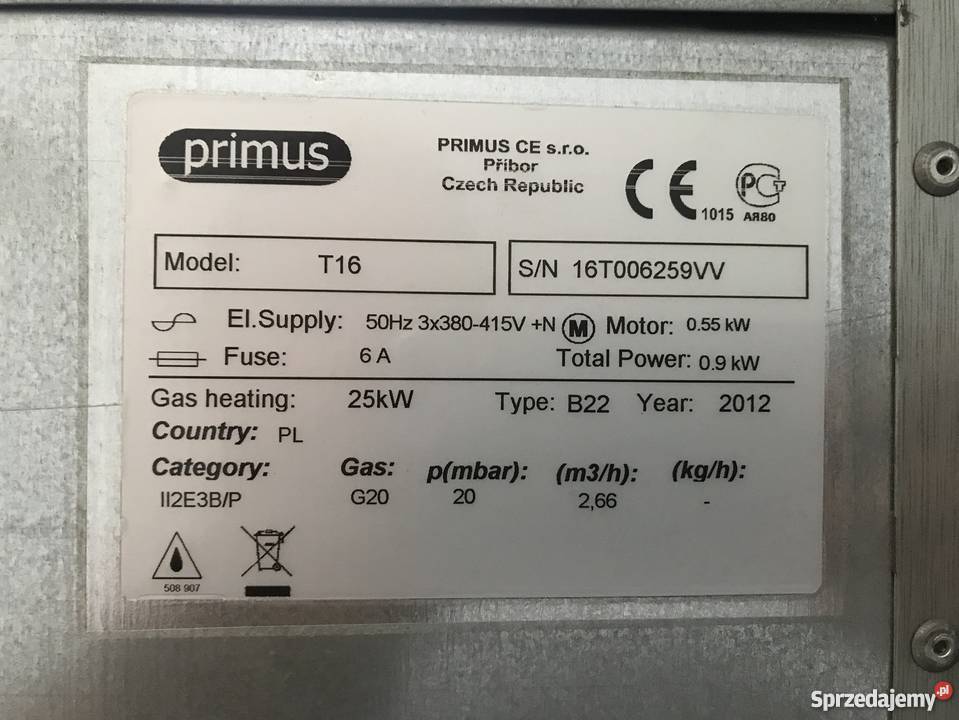 primus
PRIMUS CE s.r.o.
Příbor
Czech Republic
CE 1015
РСТ
АЯ80
Model: T16
S/N 16T006259VV
El.Supply: 50Hz 3x380-415V +N
M Motor: 0.55 kW
Fuse: 6 A
Total Power: 0.9 kW
Gas heating: 25kW Type: B22 Year: 2012
Country: PL
Category: Gas: p(mbar): (m3/h): (kg/h):
II2E3B/P G20 20 2,66 -
508 907
Sprzedajemy.pl